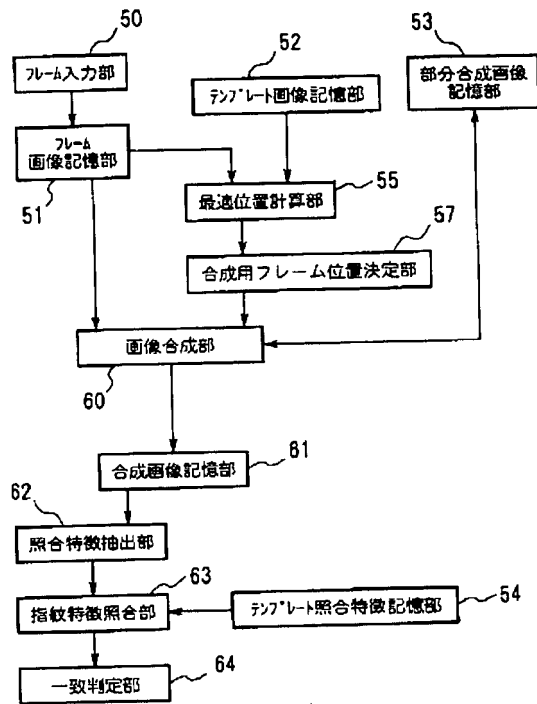 50
フレーム入力部
52
テンプレート画像記憶部
53
部分合成画像
記憶部
フレーム
画像記憶部
51
55
最適位置計算部
57
合成用フレーム位置決定部
画像合成部
60
61
合成画像記憶部
62
照合特徴抽出部
63
指紋特徴照合部
テンプレート照合特徴記憶部
54
一致判定部
64